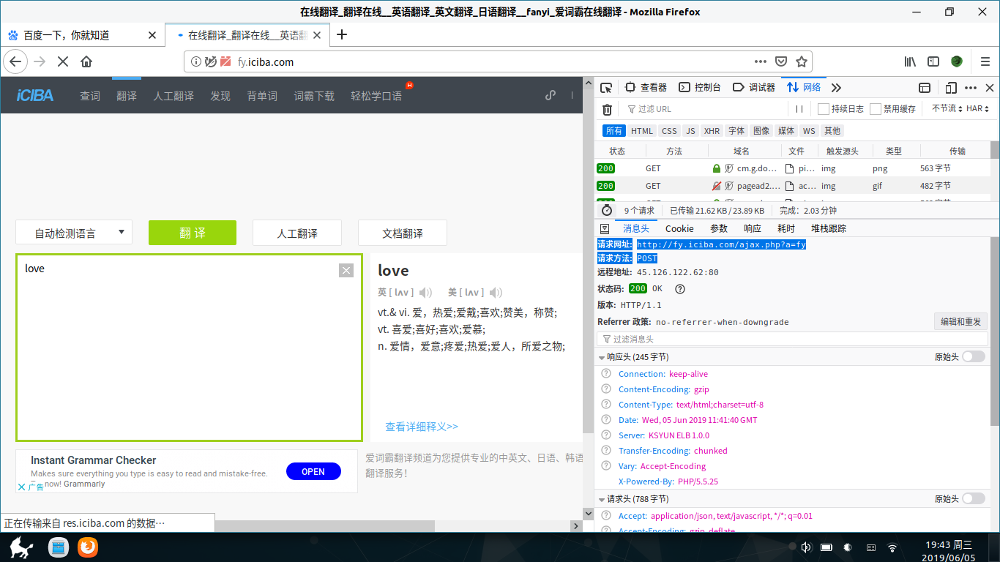 在线翻译_翻译在线__英语翻译_英文翻译_日语翻译__fanyi_爱词霸在线翻译 - Mozilla Firefox
百度一下，你就知道
在线翻译_翻译在线__英语翻
fy.iciba.com
iCIBA 查词 翻译 人工翻译 发现 背单词 词霸下载 轻松学口语 H
自动检测语言 翻 译 人工翻译 文档翻译
love
love
英 [ lʌv ] 美 [ lʌv ]
vt.& vi. 爱，热爱;爱戴;喜欢;赞美，称赞;
vt. 喜爱;喜好;喜欢;爱慕;
n. 爱情，爱意;疼爱;热爱;爱人，所爱之物;
查看详细释义>>
Instant Grammar Checker
Makes sure everything you type is easy to read and mistake-free.
now! Grammarly
广告
OPEN
爱词霸翻译频道为您提供专业的中英文、日语、韩语
翻译服务！
正在传输来自 res.iciba.com 的数据…
查看器 控制台 调试器 网络
过滤 URL 持续日志 禁用缓存 不节流 HAR
所有 HTML CSS JS XHR 字体 图像 媒体 WS 其他
状态 方法 域名 文件 触发源头 类型 传输
200 GET cm.g.do… pi… img png 563 字节
200 GET pagead2.… ac… img gif 482 字节
9 个请求 已传输 21.62 KB / 23.89 KB 完成：2.03 分钟
消息头 Cookie 参数 响应 耗时 堆栈跟踪
请求网址: http://fy.iciba.com/ajax.php?a=fy
请求方法: POST
远程地址: 45.126.122.62:80
状态码: 200 OK
版本: HTTP/1.1
Referrer 政策: no-referrer-when-downgrade 编辑和重发
过滤消息头
响应头 (245 字节) 原始头
Connection: keep-alive
Content-Encoding: gzip
Content-Type: text/html;charset=utf-8
Date: Wed, 05 Jun 2019 11:41:40 GMT
Server: KSYUN ELB 1.0.0
Transfer-Encoding: chunked
Vary: Accept-Encoding
X-Powered-By: PHP/5.5.25
请求头 (788 字节) 原始头
Accept: application/json, text/javascript, */*; q=0.01
Accept-Encoding: gzip, deflate
19:43 周三
2019/06/05